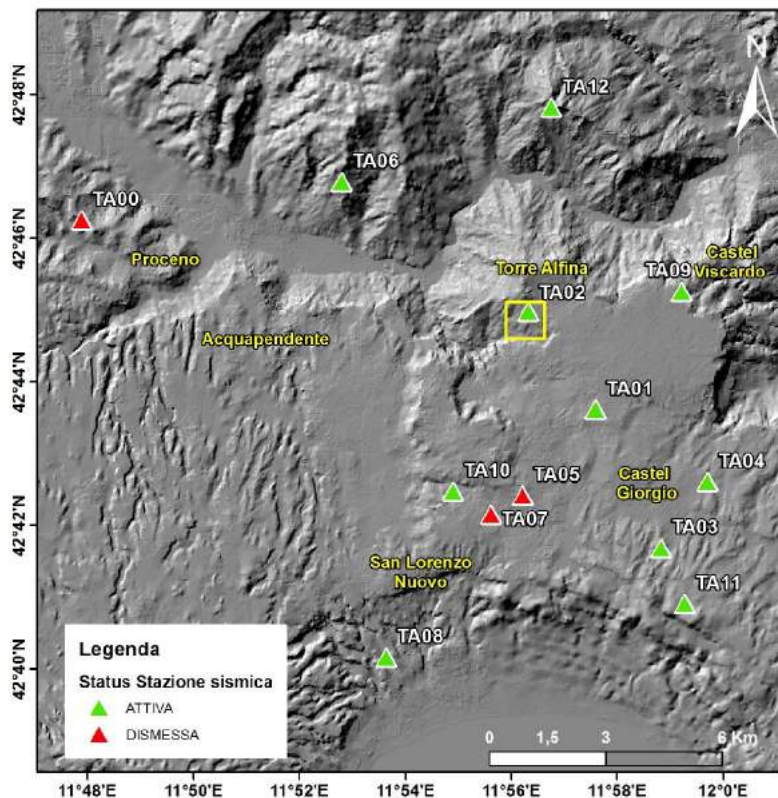 42°48'N
42°46'N
42°44'N
42°42'N
42°40'N
N
TA12
TA06
TA00
Proceno
Castel
Viscardo
TA09
Torre Alfina
TA02
Acquapendente
TA01
TA10
TA05
Castel
Giorgio
TA04
TA07
TA03
San Lorenzo
Nuovo
TA11
TA08
Legenda
Status Stazione sismica
ATTIVA
DISMESSA
0 1,5 3 6 Km
11°48'E 11°50'E 11°52'E 11°54'E 11°56'E 11°58'E 12°0'E